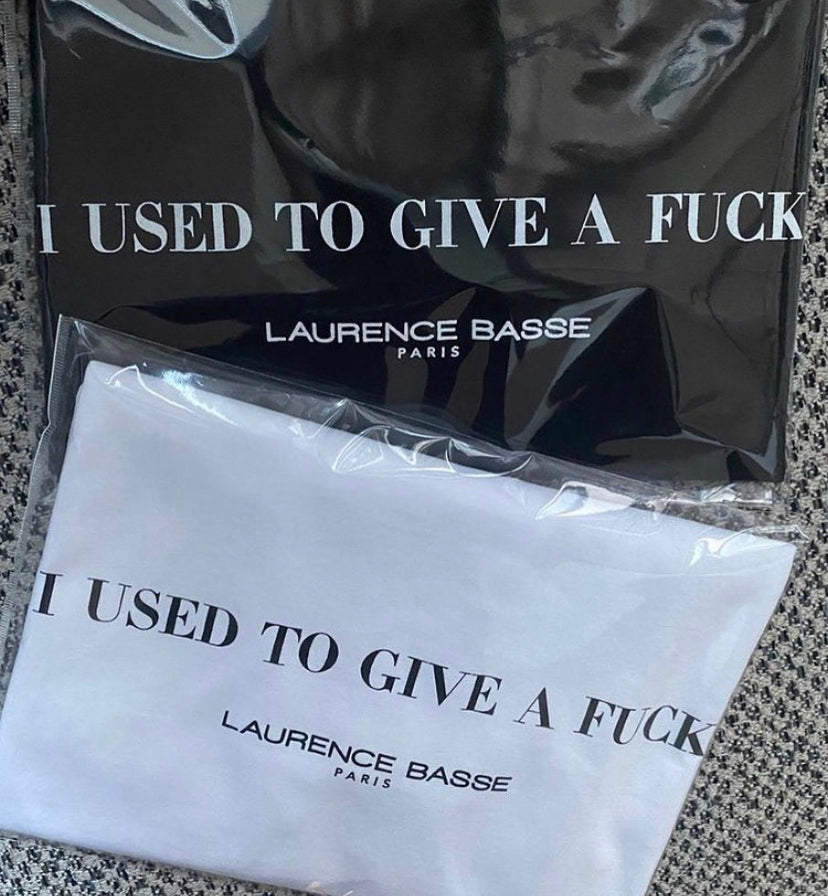 I USED TO GIVE A FUCK
LAURENCE BASSE
PARIS
I USED TO GIVE A FUCK
LAURENCE BASSE
PARIS